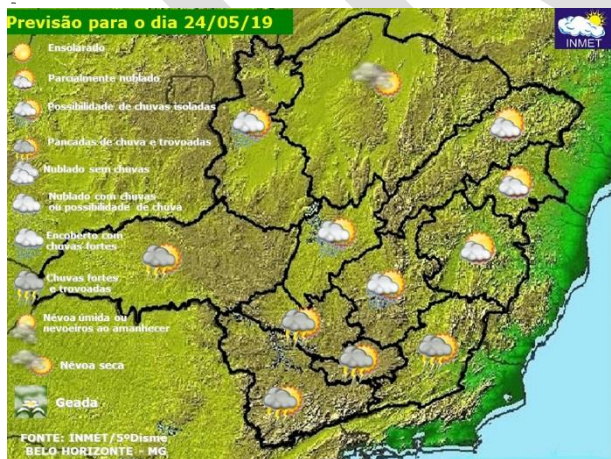 Previsão para o dia 24/05/19
INMET
Ensolarado
Parcialmente nublado
Possibilidade de chuvas isoladas
Pancadas de chuva e trovoadas
Nublado sem chuvas
Nublado com chuvas
ou possibilidade de chuva
Encoberto com
chuvas fortes
Chuvas fortes
e trovoadas
Névoa úmida ou
nevoeiros ao amanhecer
Névoa seca
Geada
FONTE: INMET/5ºDisme
BELO HORIZONTE - MG